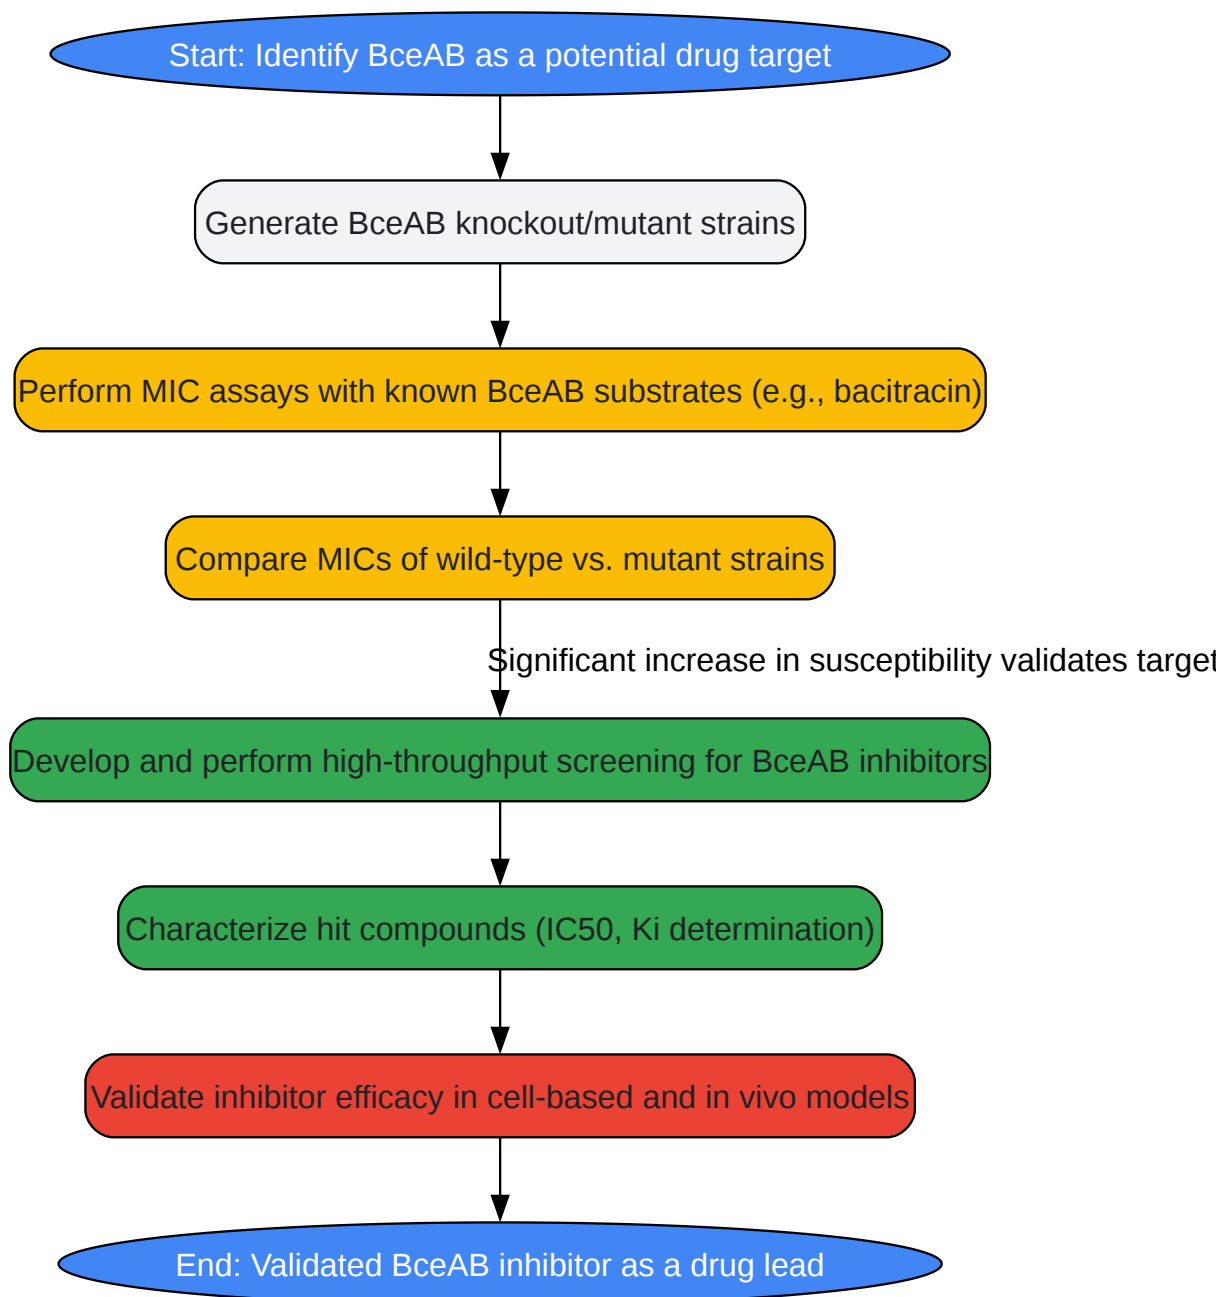 Start: Identify BceAB as a potential drug target
Generate BceAB knockout/mutant strains
Perform MIC assays with known BceAB substrates (e.g., bacitracin)
Compare MICs of wild-type vs. mutant strains
Significant increase in susceptibility validates target
Develop and perform high-throughput screening for BceAB inhibitors
Characterize hit compounds (IC50, Ki determination)
Validate inhibitor efficacy in cell-based and in vivo models
End: Validated BceAB inhibitor as a drug lead